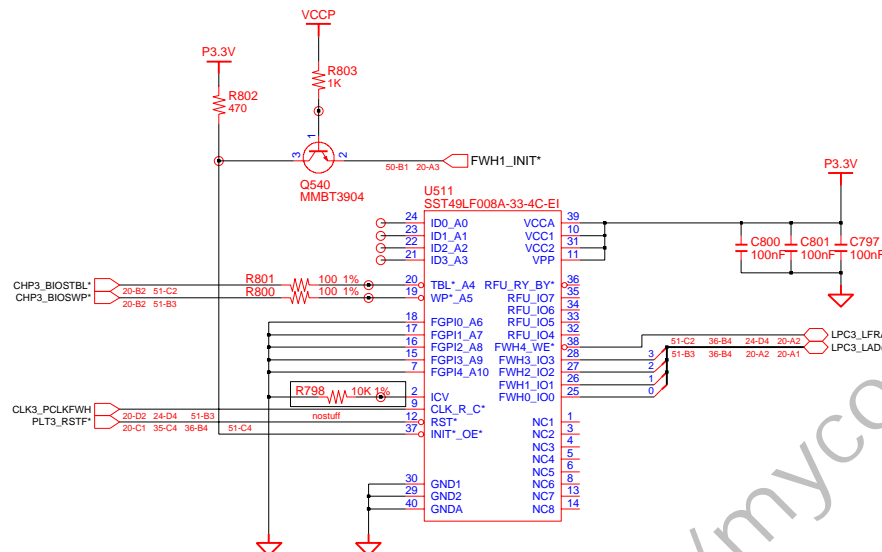 VCCP
P3.3V
R803
1K
R802
470
1
3
2
50-B1 20-A3
FWH1_INIT*
Q540
MMBT3904
P3.3V
U511
SST49LF008A-33-4C-EI
24 ID0_A0 VCCA 39
23 ID1_A1 VCC1 10
22 ID2_A2 VCC2 31
21 ID3_A3 VPP 11
C800 100nF
C801 100nF
C797 100nF
CHP3_BIOSTBL* 20-B2 51-C2 R801 100 1% 20 TBL*_A4 RFU_RY_BY* 36
CHP3_BIOSWP* 20-B2 51-B3 R800 100 1% 19 WP*_A5 RFU_IO7 35
RFU_IO6 34
18 FGPI0_A6 RFU_IO5 33
17 FGPI1_A7 RFU_IO4 32
16 FGPI2_A8 FWH4_WE* 38 51-C2 36-B4 24-D4 20-A2 LPC3_LFRA
15 FGPI3_A9 FWH3_IO3 28 3 51-B3 36-B4 20-A2 20-A1 LPC3_LAD
7 FGPI4_A10 FWH2_IO2 27 2
FWH1_IO1 26 1
R798 10K 1% 2 ICV FWH0_IO0 25 0
CLK3_PCLKFWH 20-D2 24-D4 51-B3 nostuff 9 CLK_R_C*
PLT3_RSTF* 20-C1 35-C4 36-B4 51-C4 12 RST* NC1 1
37 INIT*_OE* NC2 3
NC3 4
NC4 5
NC5 6
30 GND1 NC6 8
29 GND2 NC7 13
40 GNDA NC8 14
/myco